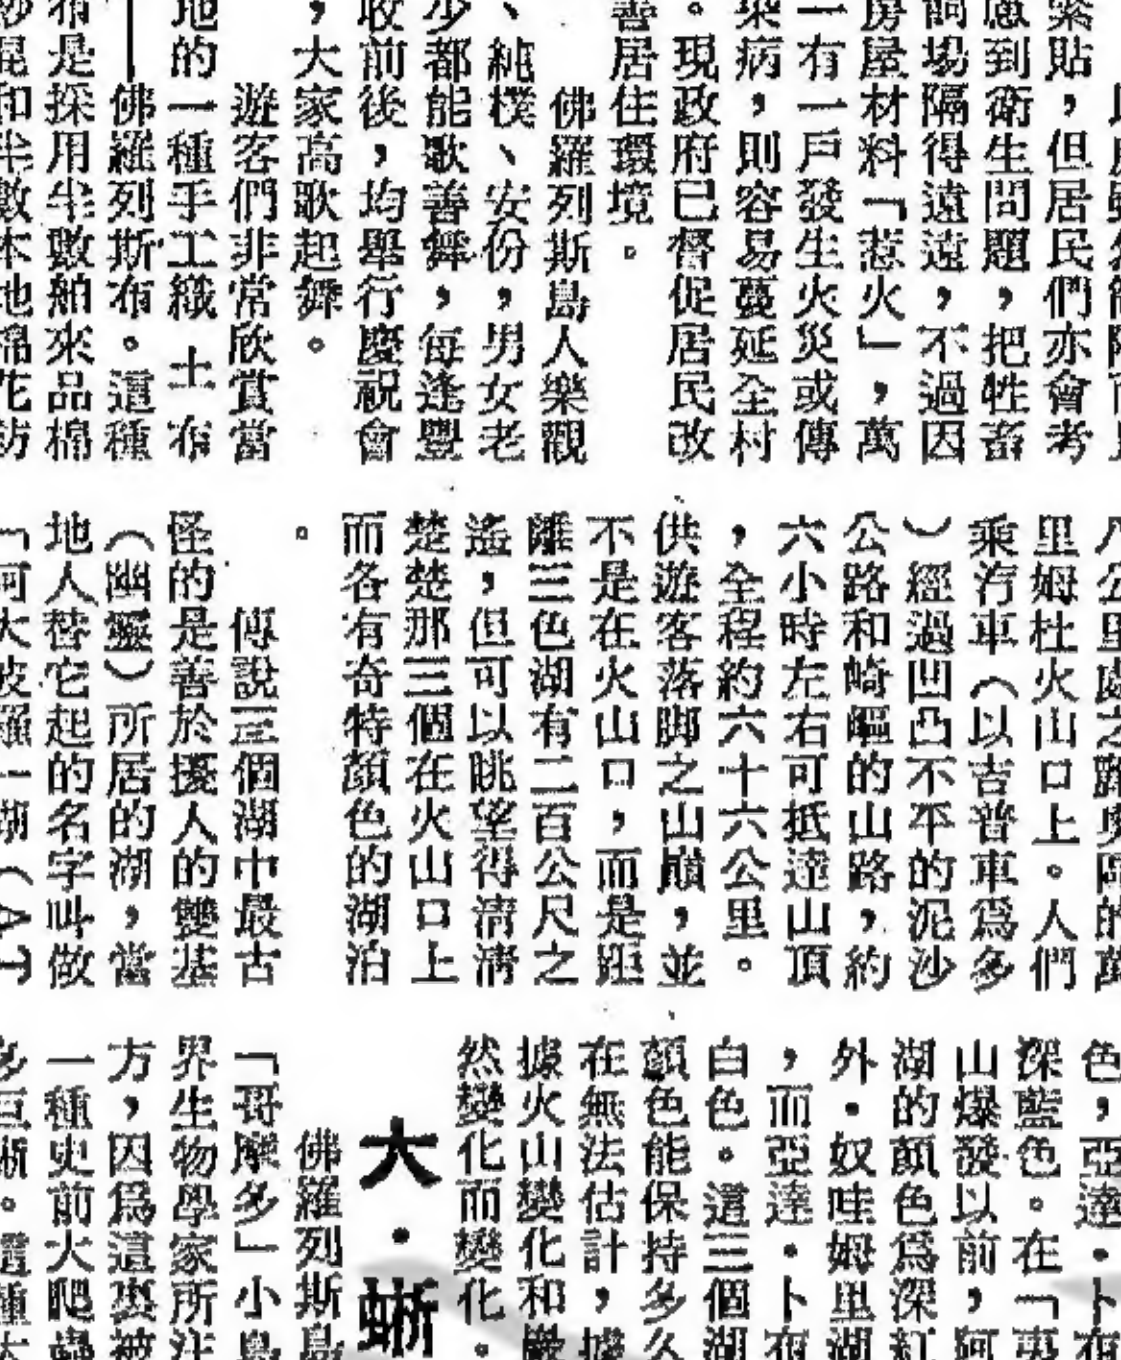 緊貼，但居民們亦會考
慮到衛生問題，把牲畜
飼場隔得遠遠，不過因
房屋材料「惹火」，萬
一有一戶發生火災或傳
染病，則容易蔓延全村
。現政府已督促居民改
善居住環境。
佛羅列斯島人樂觀
、純樸、安份，男女老
少都能歌善舞，每逢豐
收前後，均舉行慶祝會
，大家高歌起舞。
遊客們非常欣賞當
地的一種手工織土布
——佛羅列斯布。這種
布是採用半數舶來品棉
紗混和半數本地棉花紡
八公里處之
里姆杜火山口上。人們
乘汽車（以吉普車爲多
）經過凹凸不平的泥沙
公路和崎嶇的山路，約
六小時左右可抵達山頂
，全程約六十六公里。
供遊客落脚之山巔，並
不是在火山口，而是距
離三色湖有二百公尺之
遙，但可以眺望得清清
楚楚那三個在火山口上
而各有奇特顏色的湖泊
。
傳說三個湖中最古
怪的是善於擾人的雙基
（幽靈）所居的湖，當
地人替它起的名字叫做
「阿大波羅一湖（AT
色，亞達·卜
深藍色。在「
山爆發以前，阿
湖的顏色爲深紅
外·奴哇姆里湖
，而亞達·卜
白色。這三個湖
顏色能保持多久
在無法估計，據
據火山變化和
然變化而變化。
大·蜥
佛羅列斯島
「哥摩多」小島
界生物學家所注
方，因爲這裏被
一種史前大爬蟲
多巨蜥。這種大